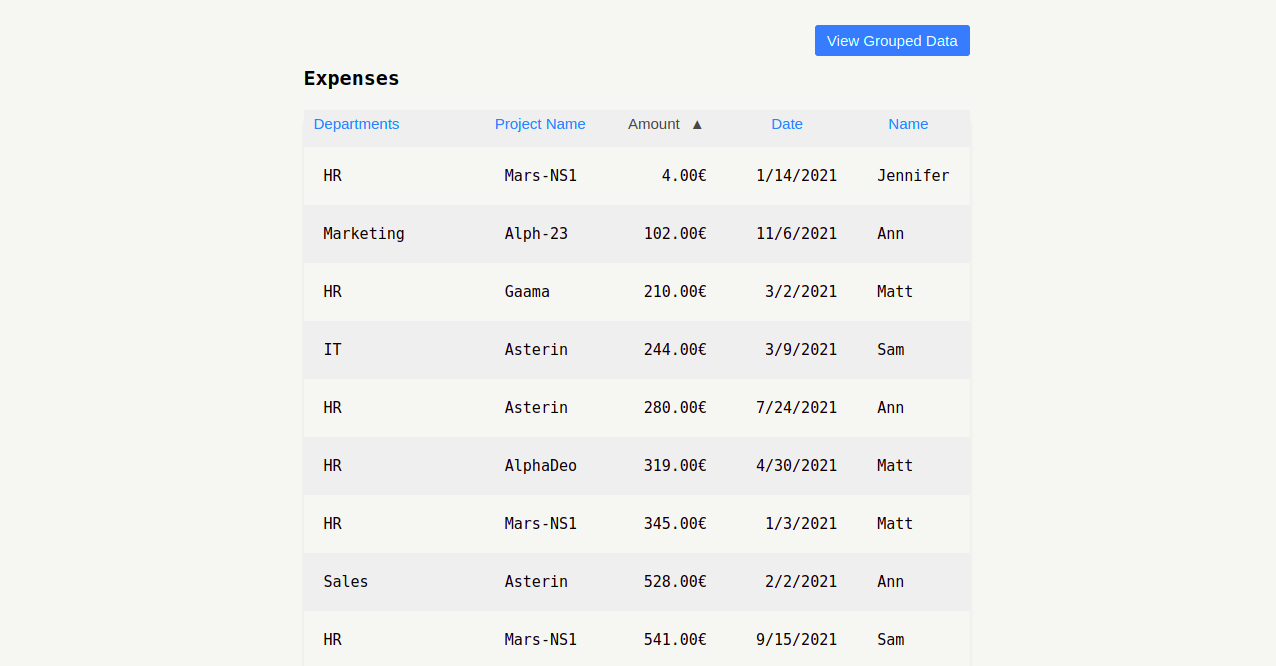 View Grouped Data
Expenses
Departments Project Name Amount ▲ Date Name
HR Mars-NS1 4.00€ 1/14/2021 Jennifer
Marketing Alph-23 102.00€ 11/6/2021 Ann
HR Gaama 210.00€ 3/2/2021 Matt
IT Asterin 244.00€ 3/9/2021 Sam
HR Asterin 280.00€ 7/24/2021 Ann
HR AlphaDeo 319.00€ 4/30/2021 Matt
HR Mars-NS1 345.00€ 1/3/2021 Matt
Sales Asterin 528.00€ 2/2/2021 Ann
HR Mars-NS1 541.00€ 9/15/2021 Sam